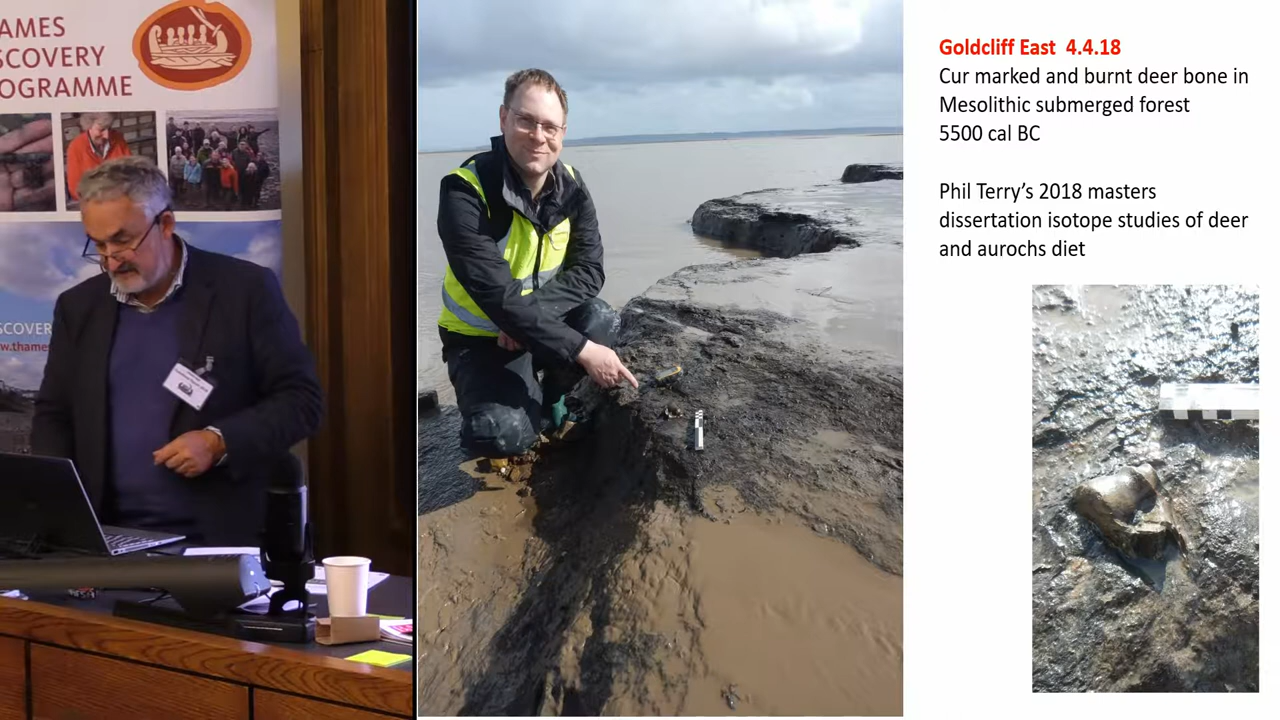 AMES
SCOVERY
OGRAMME
SCOVER
w.thames
Goldcliff East 4.4.18
Cur marked and burnt deer bone in
Mesolithic submerged forest
5500 cal BC
Phil Terry's 2018 masters
dissertation isotope studies of deer
and aurochs diet